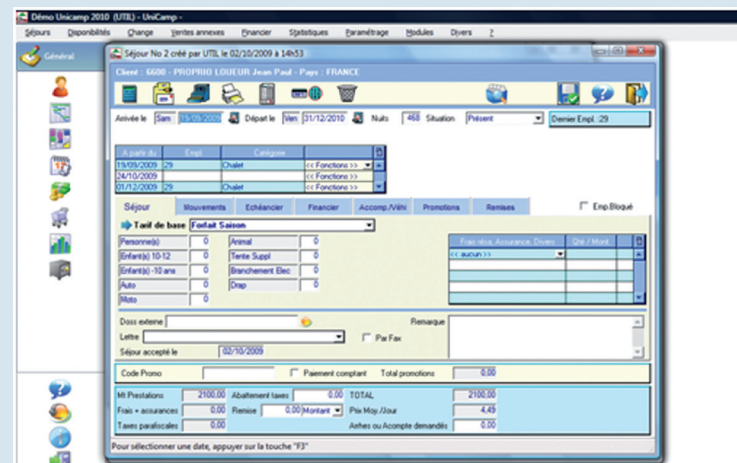 Démo Unicamp 2010 (UTIL) - UniCamp -
Séjours Disponibilités Change Ventes annexes Financier Statistiques Paramétrage Modules Divers ?
Général
Séjour No 2 créé par UTIL le 02/10/2009 à 14h53
Client : 6600 - PROPRIO LOUEUR Jean Paul - Pays : FRANCE
Arrivée le Sam 19/09/2009 Départ le Ven 31/12/2010 Nuits 468 Situation Présent Dernier Empl. :29
A partir du Empl. Catégorie
19/09/2009 29 Chalet << Fonctions >>
24/10/2009 << Fonctions >>
01/12/2009 29 Chalet << Fonctions >>
Séjour Mouvements Echéancier Financier Accomp./Véhi Promotions Remises Emp.Bloqué
Tarif de base Forfait Saison
Frais résa, Assurance, Divers Qté / Mont.
Personne(s) 0 Animal 0
<< aucun >>
Enfant(s) 10-12 0 Tente Suppl 0
Enfant(s) -10 ans 0 Branchement Elec 0
Auto 0 Drap 0
Moto 0
Doss externe Remarque
Lettre Par Fax
Séjour accepté le 02/10/2009
Code Promo Paiement comptant Total promotions 0.00
Mt Prestations 2100.00 Abattement taxes 0.00 TOTAL 2100.00
Frais + assurances 0.00 Remise 0.00 Montant Prix Moy./Jour 4.49
Taxes parafiscales 0.00 Arrhes ou Acompte demandés 0.00
Pour sélectionner une date, appuyer sur la touche "F3"